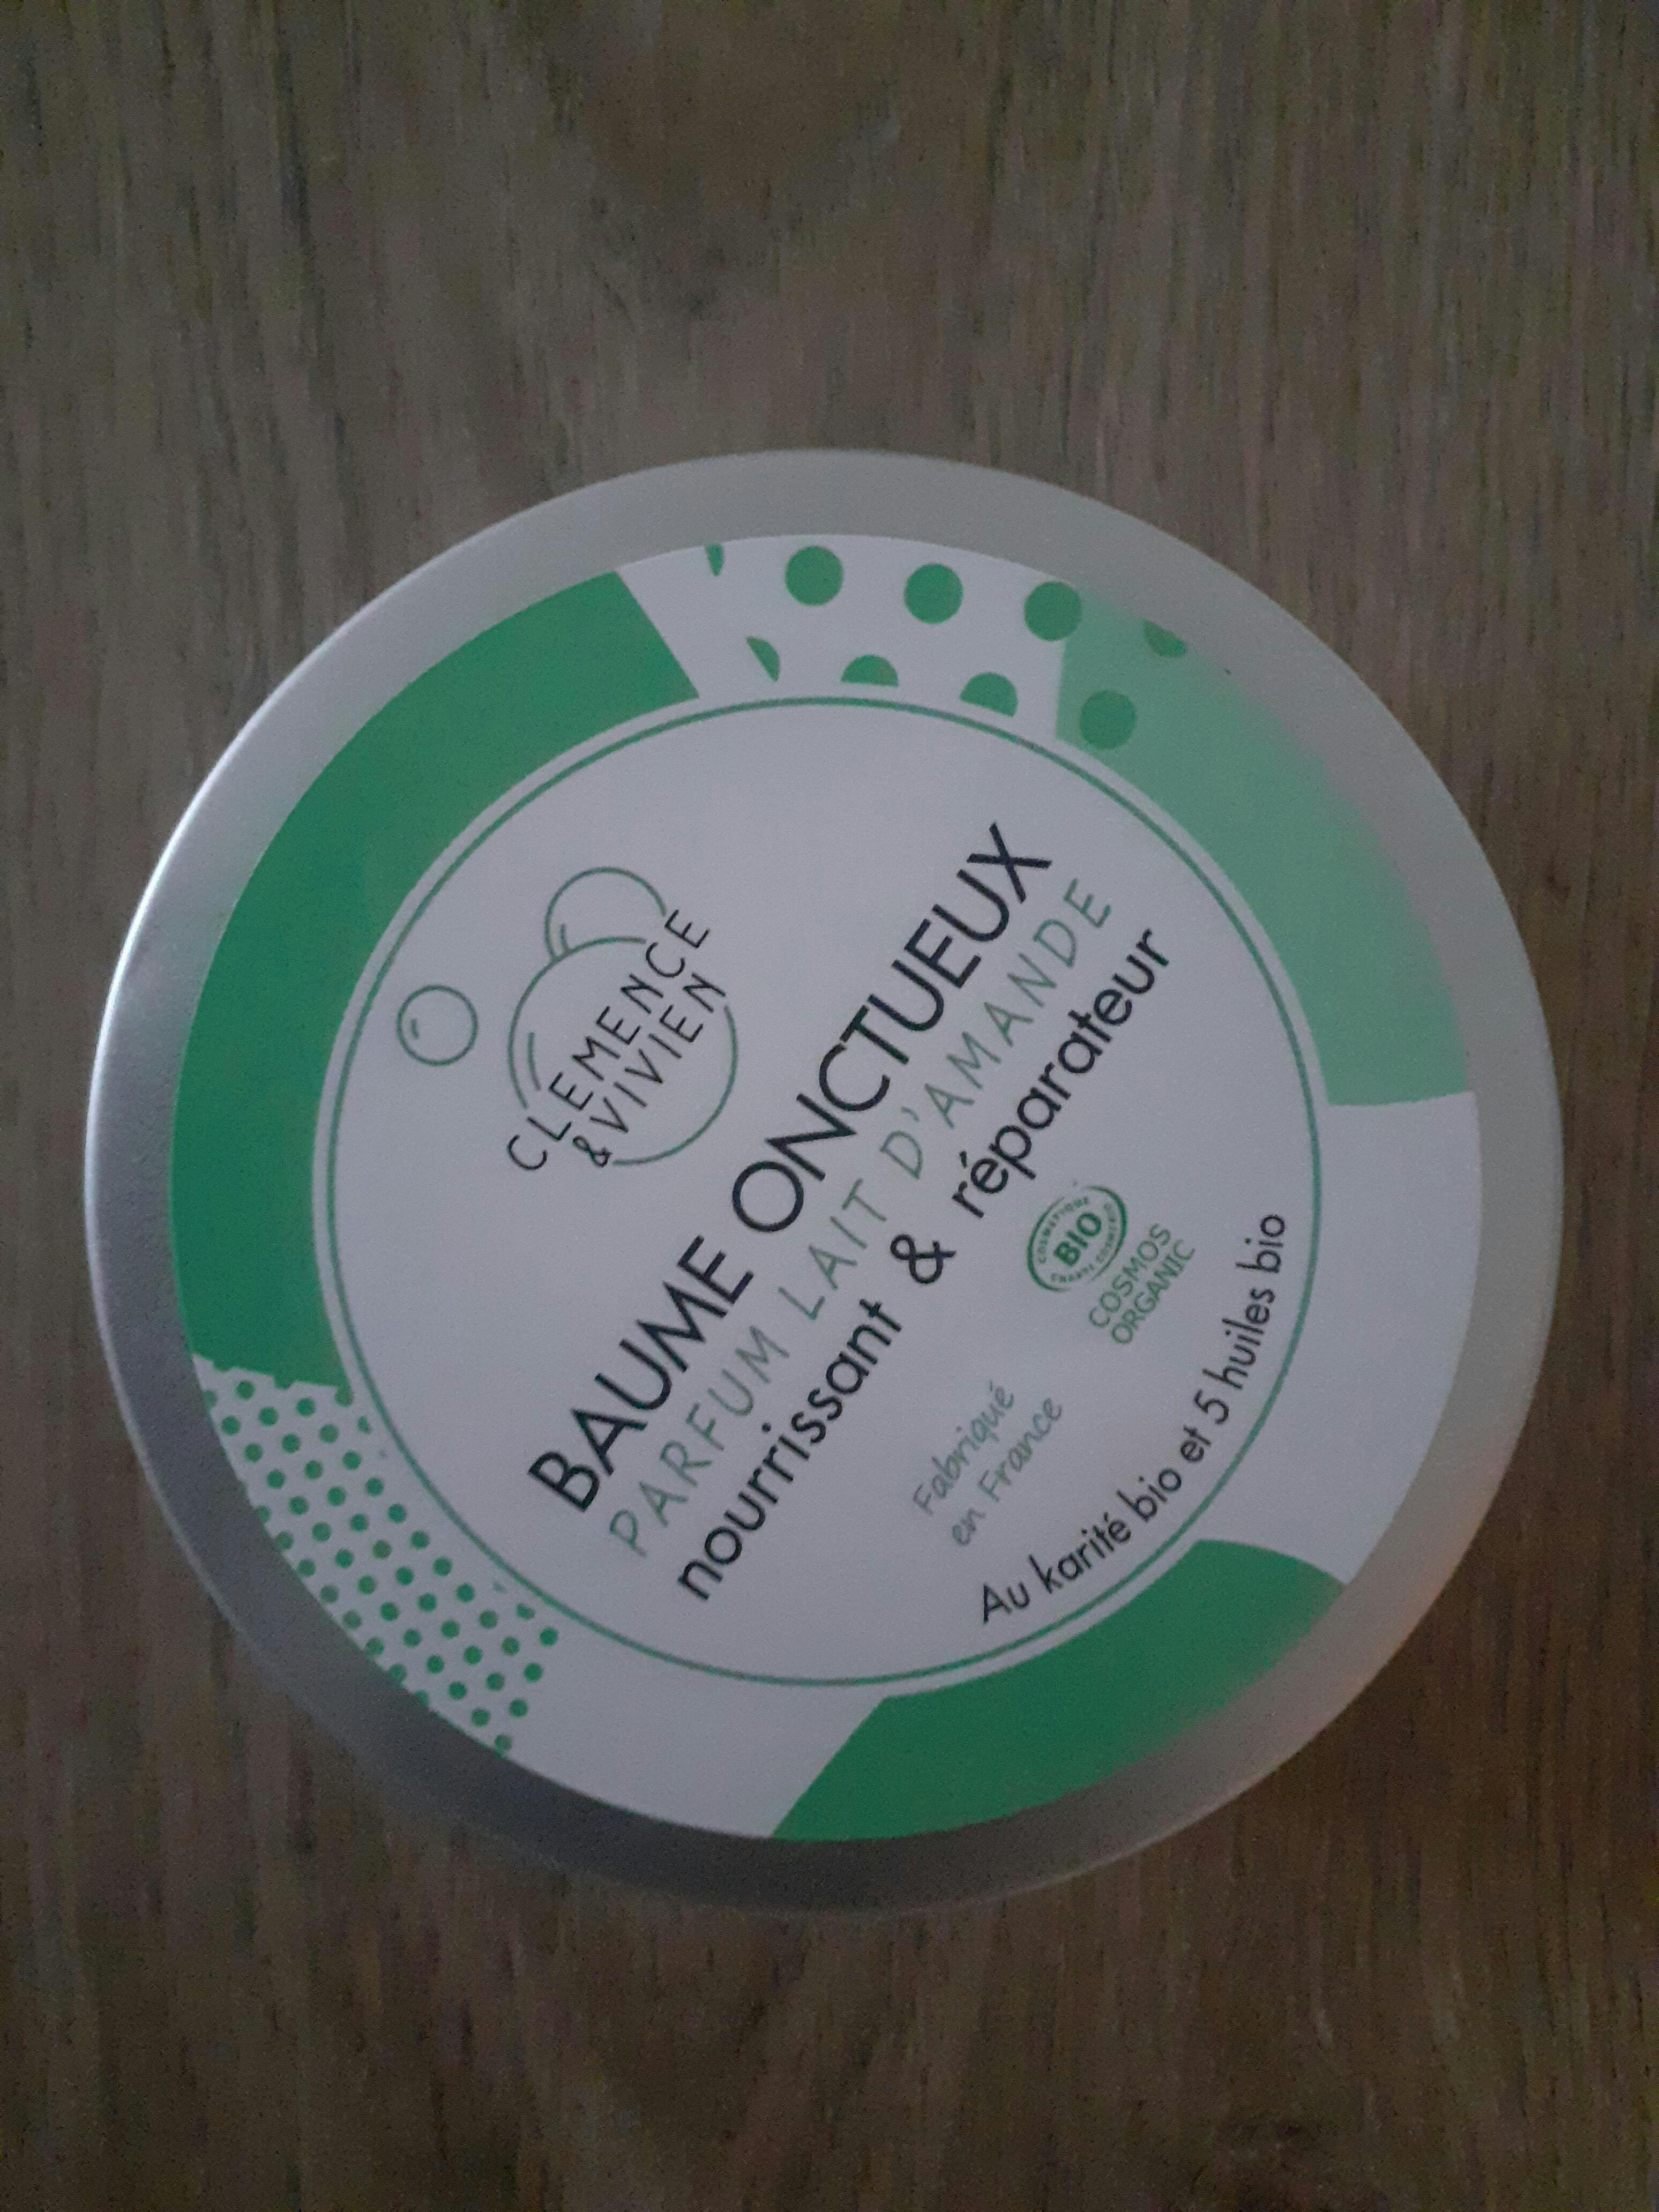 CLEMENCE
& VIVIEN
BAUME ONCTUEUX
PARFUM LAIT D'AMANDE
nourrissant & réparateur
COSMETIQUE
BIO
COSMOS
ORGANIC
Fabriqué
en France
Au karité bio et 5 huiles bio